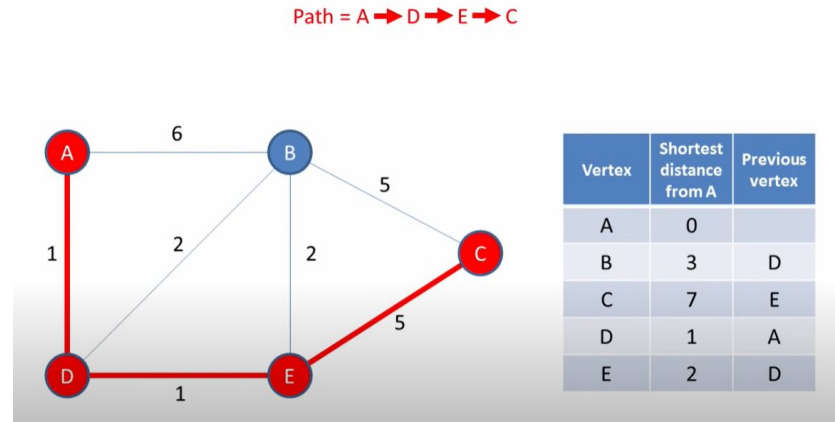 Path = A ➡ D ➡ E ➡ C
6
A
B
5
1
2
2
C
5
D
E
1
Vertex Shortest distance from A Previous vertex
A 0
B 3 D
C 7 E
D 1 A
E 2 D